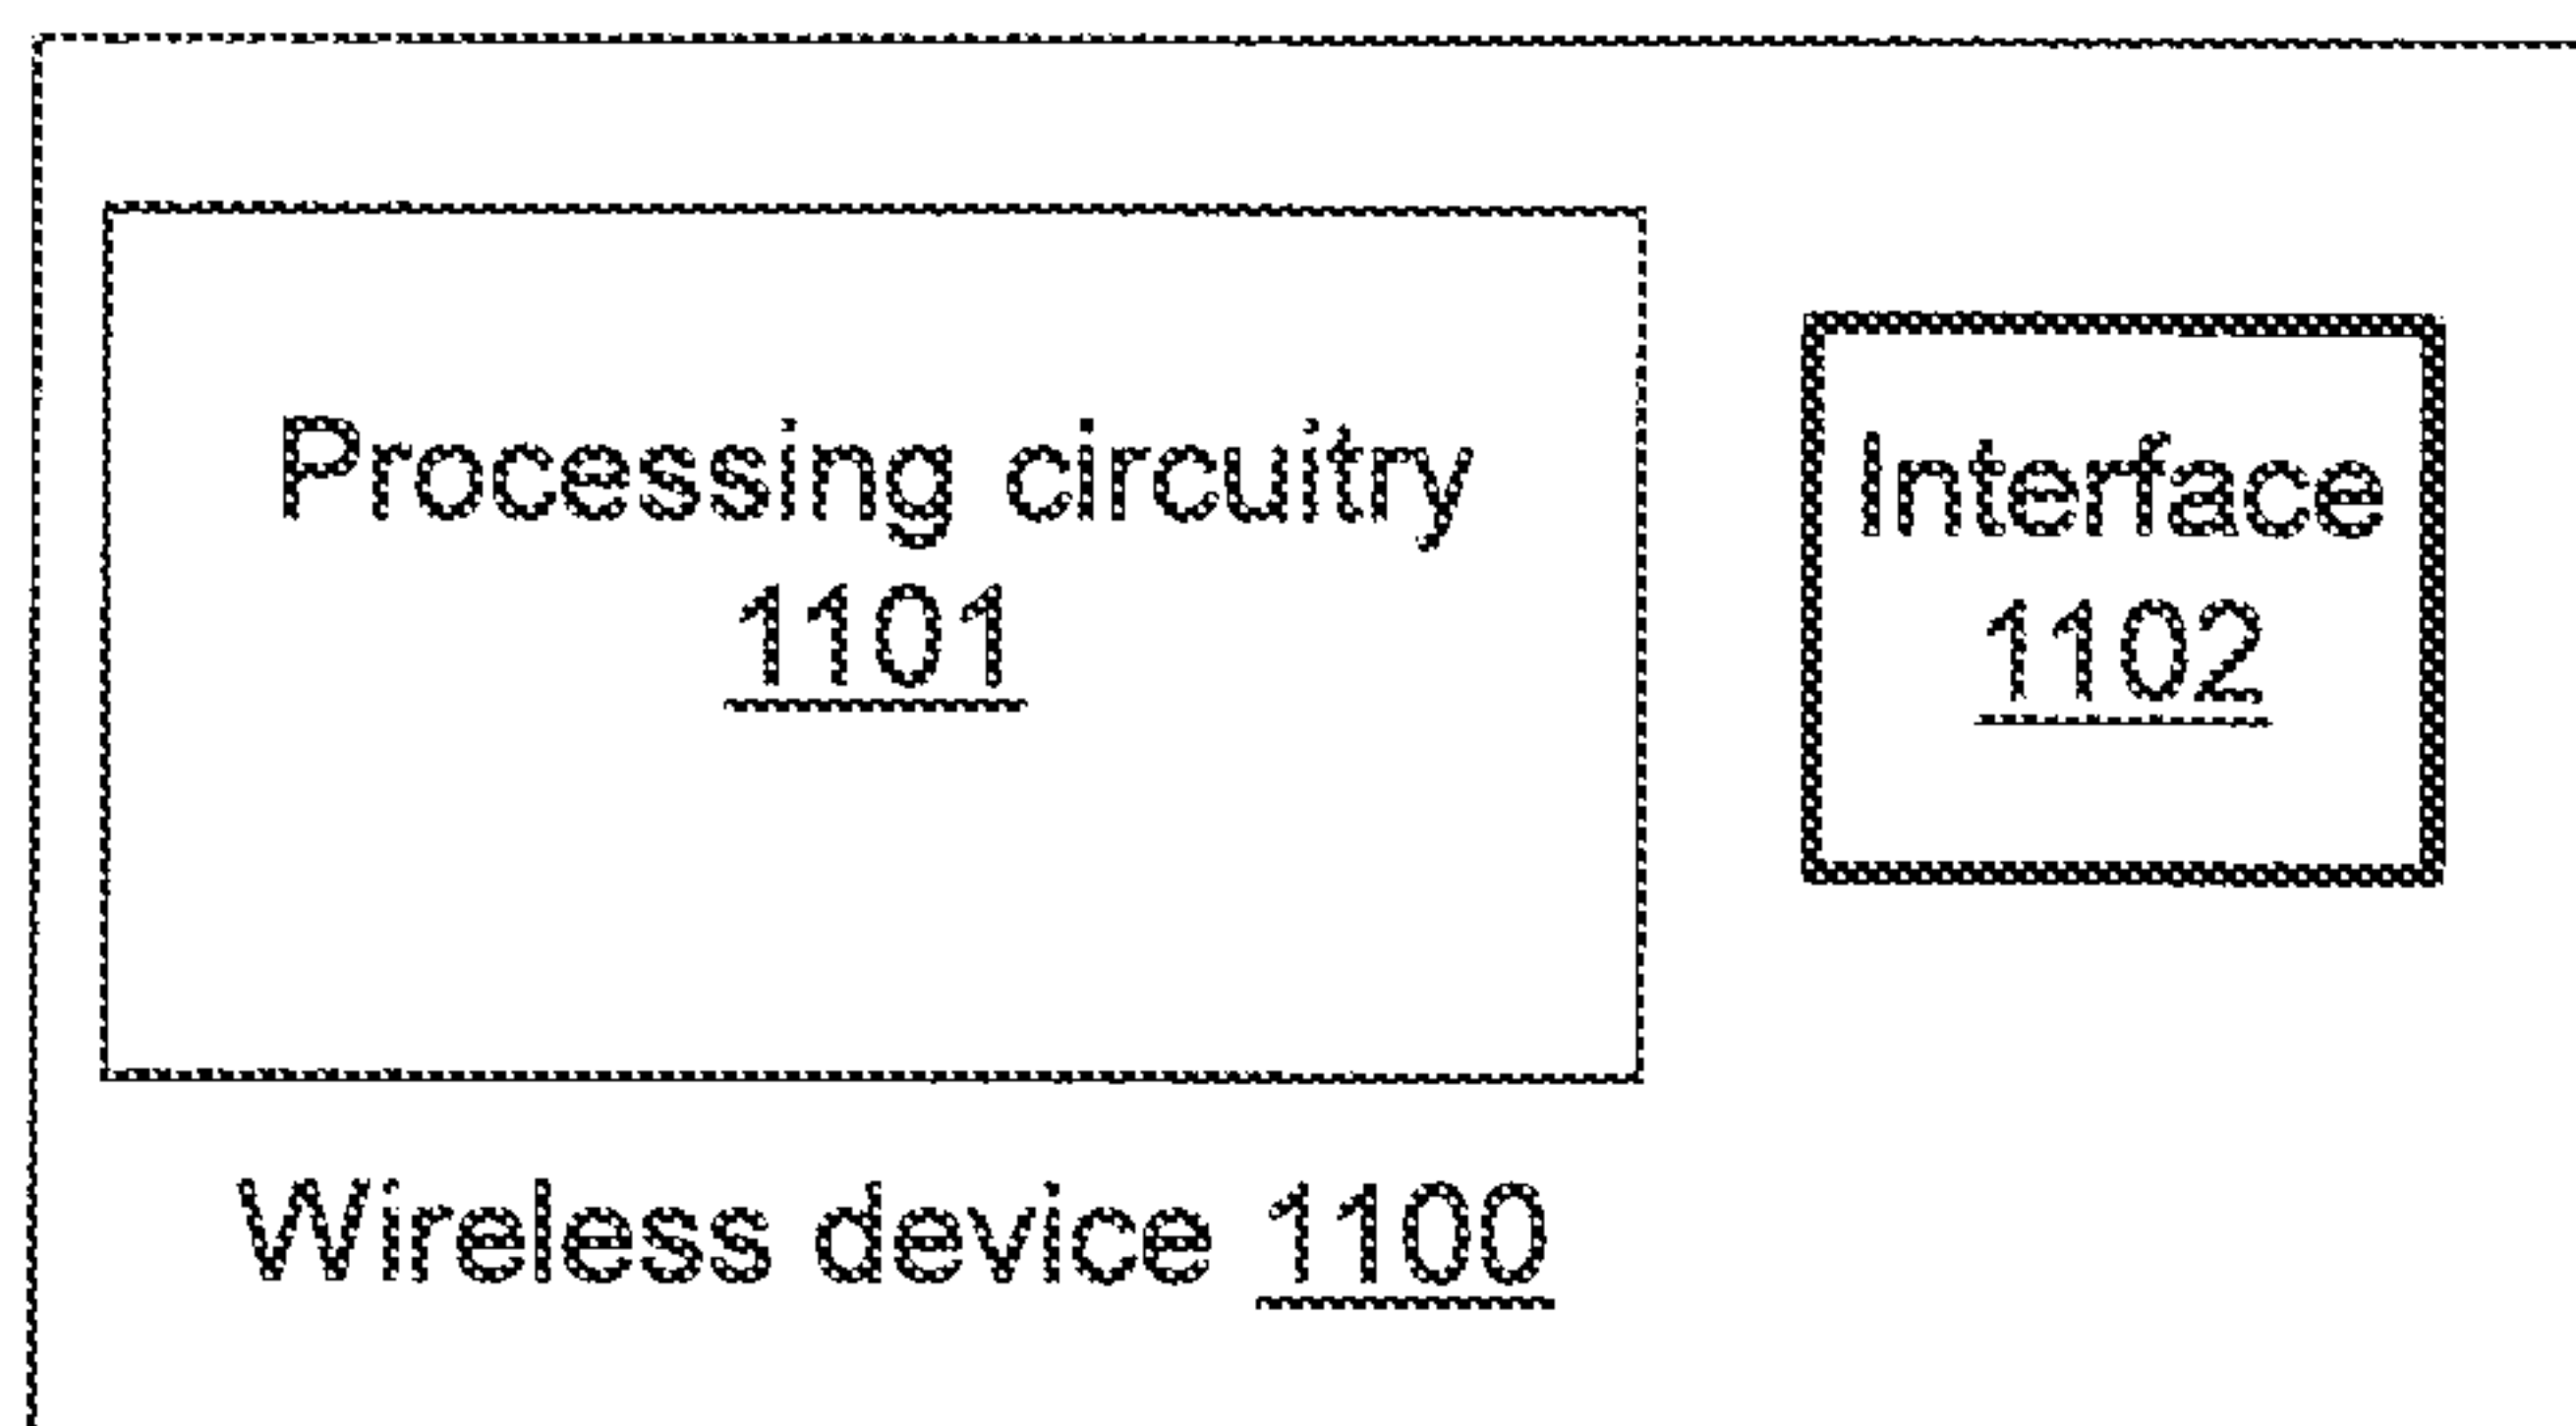 Processing circuitry
1101
Interface
1102
Wireless device 1100